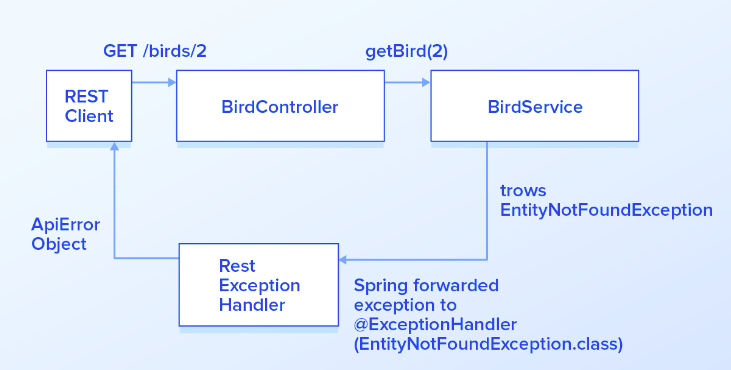 GET /birds/2
getBird(2)
REST
Client
BirdController
BirdService
trows
EntityNotFoundException
ApiError
Object
Rest
Exception
Handler
Spring forwarded
exception to
@ExceptionHandler
(EntityNotFoundException.class)